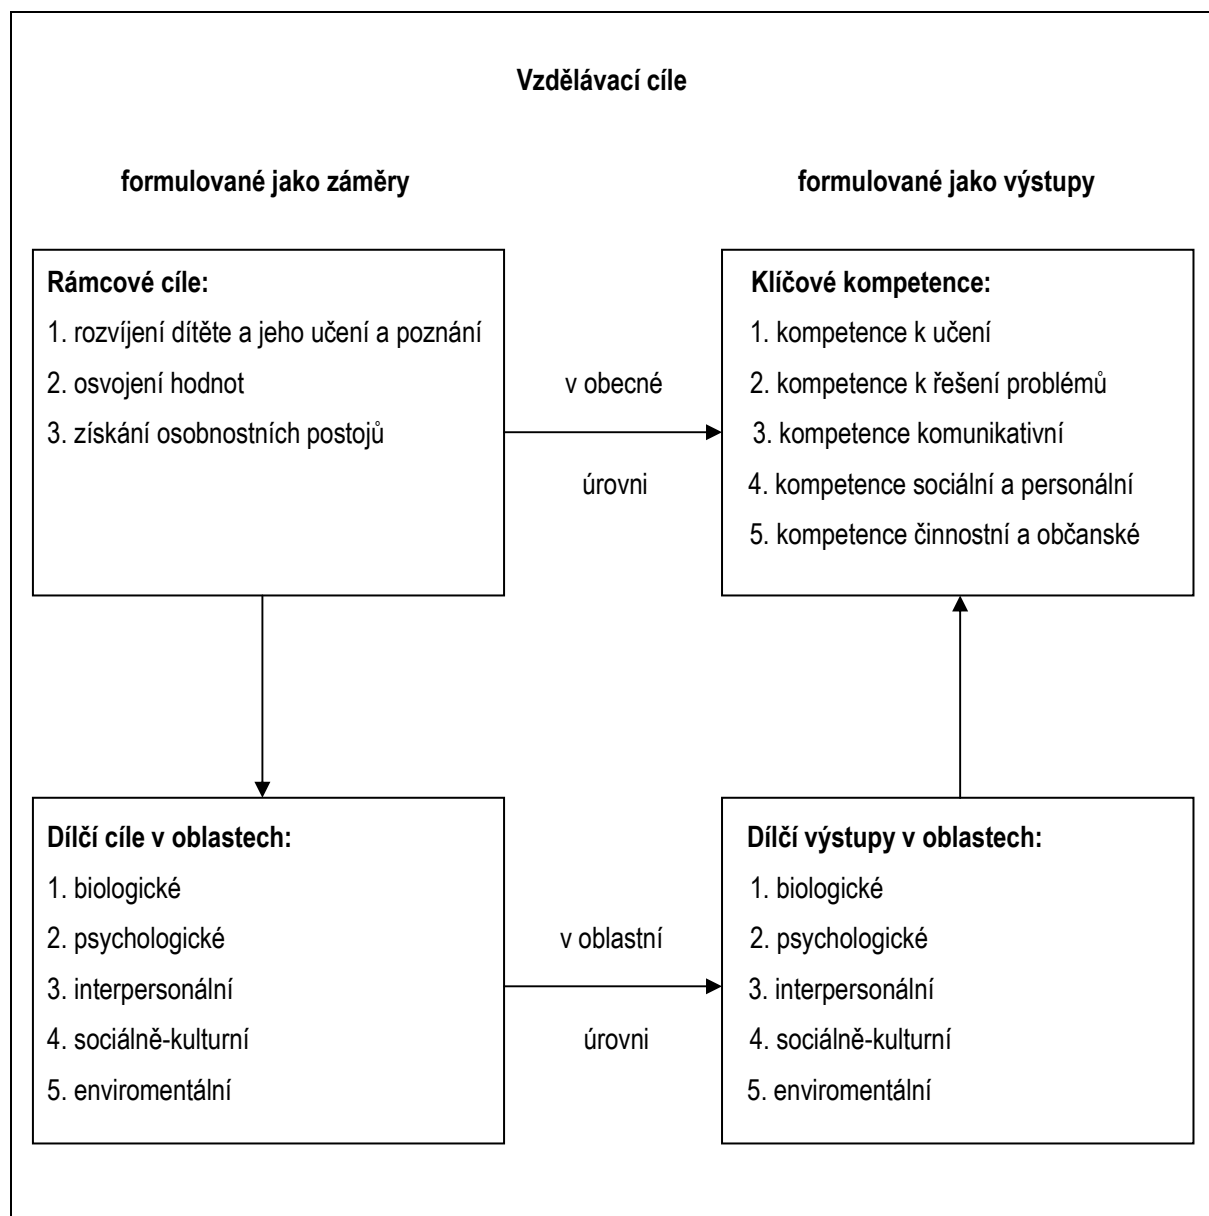 Vzdělávací cíle
formulované jako záměry
formulované jako výstupy
Rámcové cíle:
1. rozvíjení dítěte a jeho učení a poznání
2. osvojení hodnot
3. získání osobnostních postojů
v obecné
úrovni
Klíčové kompetence:
1. kompetence k učení
2. kompetence k řešení problémů
3. kompetence komunikativní
4. kompetence sociální a personální
5. kompetence činnostní a občanské
Dílčí cíle v oblastech:
1. biologické
2. psychologické
3. interpersonální
4. sociálně-kulturní
5. enviromentální
v oblastní
úrovni
Dílčí výstupy v oblastech:
1. biologické
2. psychologické
3. interpersonální
4. sociálně-kulturní
5. enviromentální